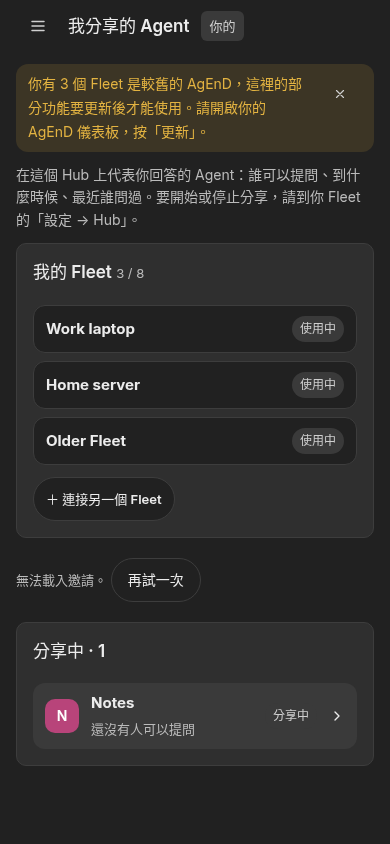 我分享的 Agent 你的
你有 3 個 Fleet 是較舊的 AgEnD，這裡的部
分功能要更新後才能使用。請開啟你的
AgEnD 儀表板，按「更新」。
在這個 Hub 上代表你回答的 Agent：誰可以提問、到什
麼時候、最近誰問過。要開始或停止分享，請到你 Fleet
的「設定 → Hub」。
我的 Fleet 3 / 8
Work laptop 使用中
Home server 使用中
Older Fleet 使用中
＋ 連接另一個 Fleet
無法載入邀請。 再試一次
分享中 · 1
N Notes 分享中
還沒有人可以提問